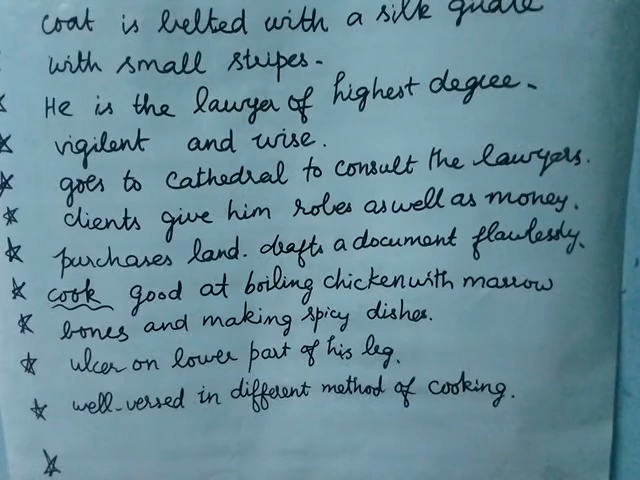 coat is belted with a silk
with small stripes.
He is the lawyer of highest degree.
vigilent and wise.
goes to Cathedral to consult the lawyers.
clients give him robes as well as money.
purchases land. drafts a document flawlessly.
cook good at boiling chicken with marrow
bones and making spicy dishes.
ulcer on lower part of his leg.
well-versed in different method of cooking.